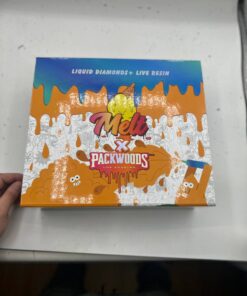 LIQUID DIAMONDS + LIVE RESIN
Melt
X
PACKWOODS